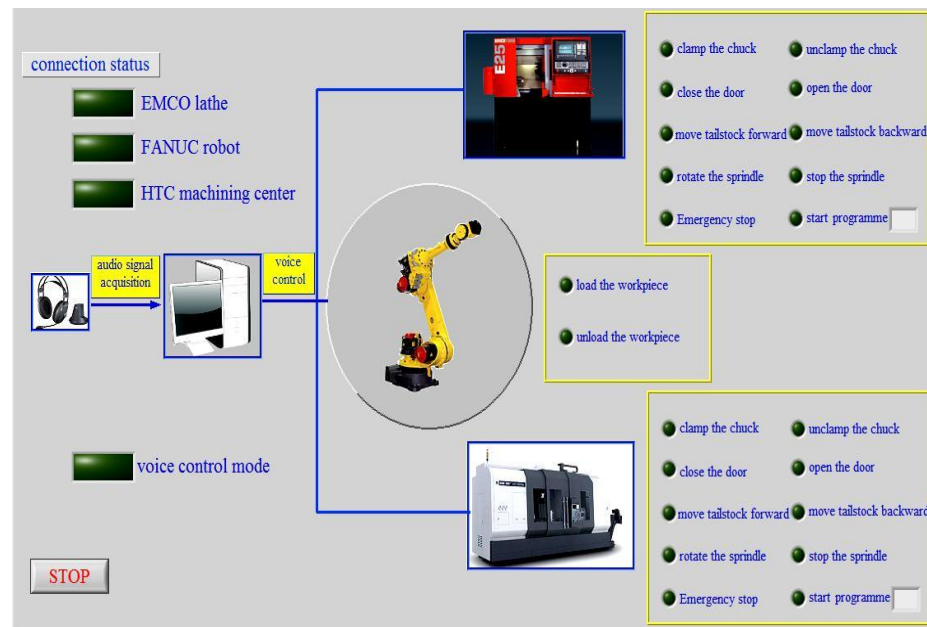 connection status
EMCO lathe
FANUC robot
HTC machining center
audio signal
acquisition
voice
control
voice control mode
STOP
E25
clamp the chuck
unclamp the chuck
close the door
open the door
move tailstock forward
move tailstock backward
rotate the sprindle
stop the sprindle
Emergency stop
start programme
load the workpiece
unload the workpiece
clamp the chuck
unclamp the chuck
close the door
open the door
move tailstock forward
move tailstock backward
rotate the sprindle
stop the sprindle
Emergency stop
start programme